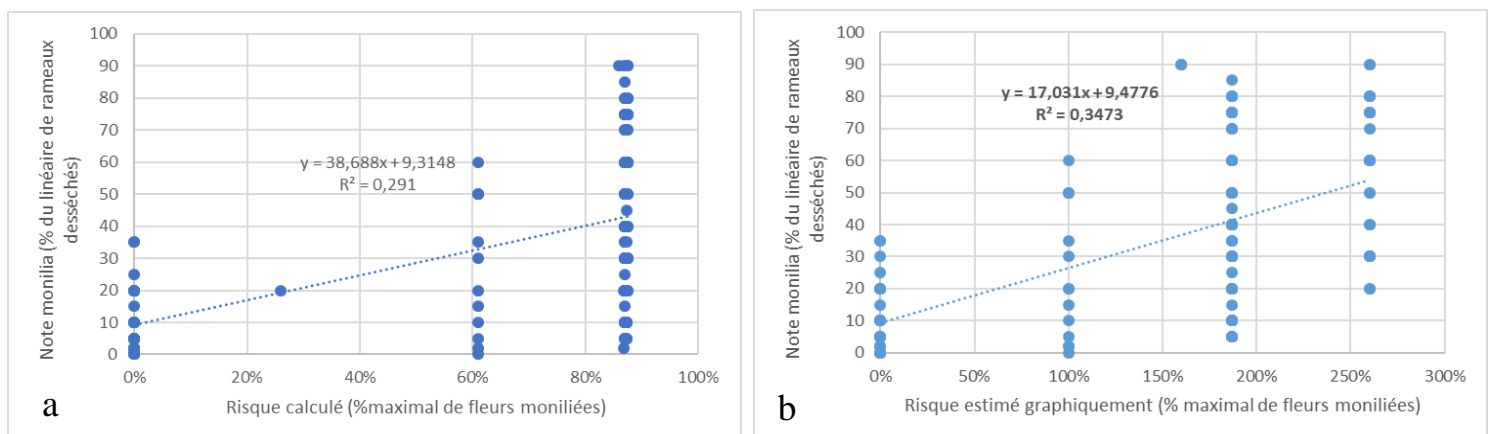 Note monilia (% du linéaire de rameaux
desséchés)
100
90
80
70
60
50
40
30
20
10
0
y = 38,688x + 9,3148
R² = 0,291
0%
20%
40%
60%
80%
100%
Risque calculé (%maximal de fleurs moniliées)
a
Note monilia (% du linéaire de rameaux
desséchés)
100
90
80
70
60
50
40
30
20
10
0
y = 17,031x + 9,4776
R² = 0,3473
0%
50%
100%
150%
200%
250%
300%
Risque estimé graphiquement (% maximal de fleurs moniliées)
b